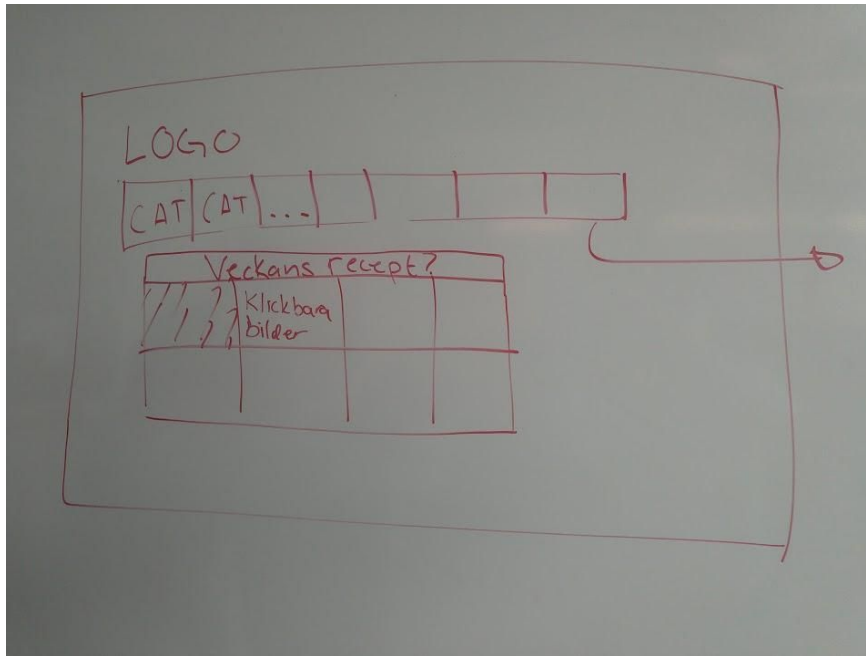 LOGO
CAT CAT ...
Veckans recept?
Klickbara
bilder